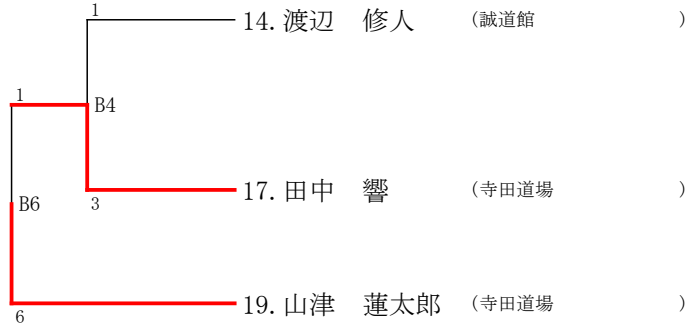 1
14. 渡辺　修人　(誠道館　)
1
B4
17. 田中　響　(寺田道場　)
3
B6
19. 山津　蓮太郎　(寺田道場　)
6